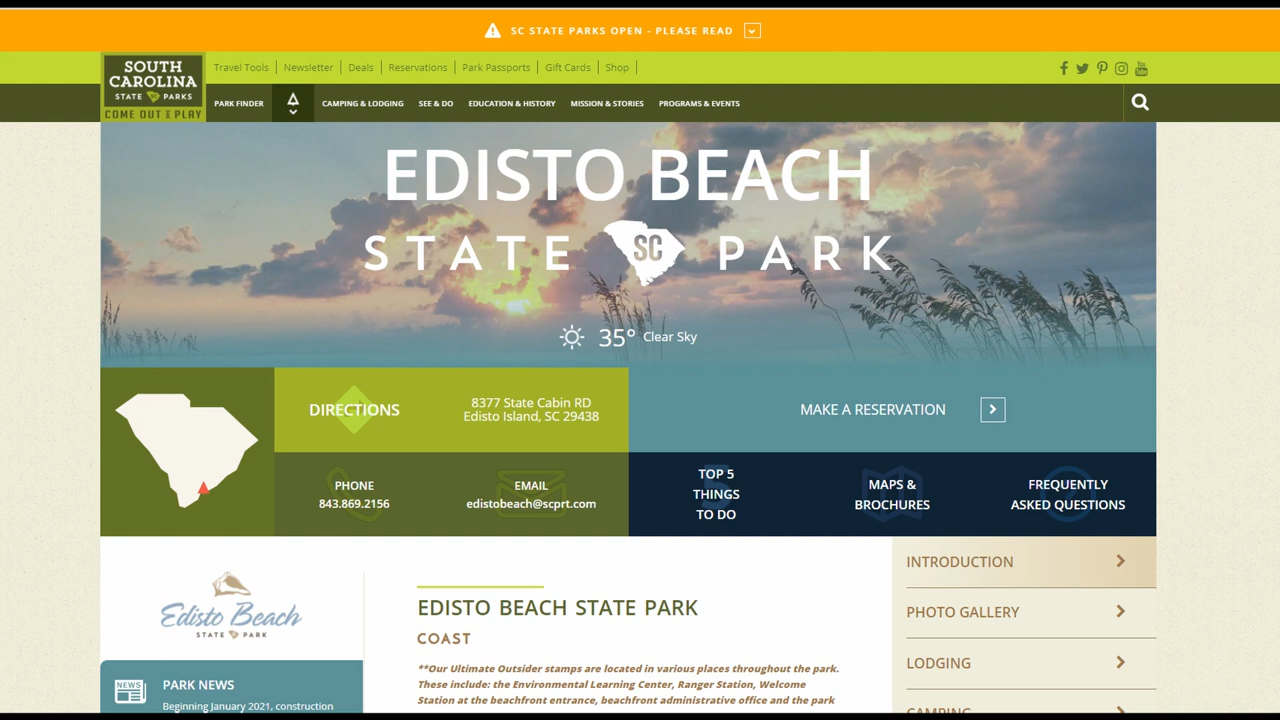 SC STATE PARKS OPEN - PLEASE READ
SOUTH
CAROLINA
STATE PARKS
COME OUT & PLAY
Travel Tools
Newsletter
Deals
Reservations
Park Passports
Gift Cards
Shop
PARK FINDER
CAMPING & LODGING
SEE & DO
EDUCATION & HISTORY
MISSION & STORIES
PROGRAMS & EVENTS
EDISTO BEACH
STATE SC PARK
35° Clear Sky
DIRECTIONS
8377 State Cabin RD
Edisto Island, SC 29438
MAKE A RESERVATION
PHONE
843.869.2156
EMAIL
edistobeach@scprt.com
TOP 5
THINGS
TO DO
MAPS &
BROCHURES
FREQUENTLY
ASKED QUESTIONS
Edisto Beach
STATE PARK
NEWS
PARK NEWS
Beginning January 2021, construction
EDISTO BEACH STATE PARK
COAST
**Our Ultimate Outsider stamps are located in various places throughout the park.
These include: the Environmental Learning Center, Ranger Station, Welcome
Station at the beachfront entrance, beachfront administrative office and the park
INTRODUCTION
PHOTO GALLERY
LODGING
CAMPING